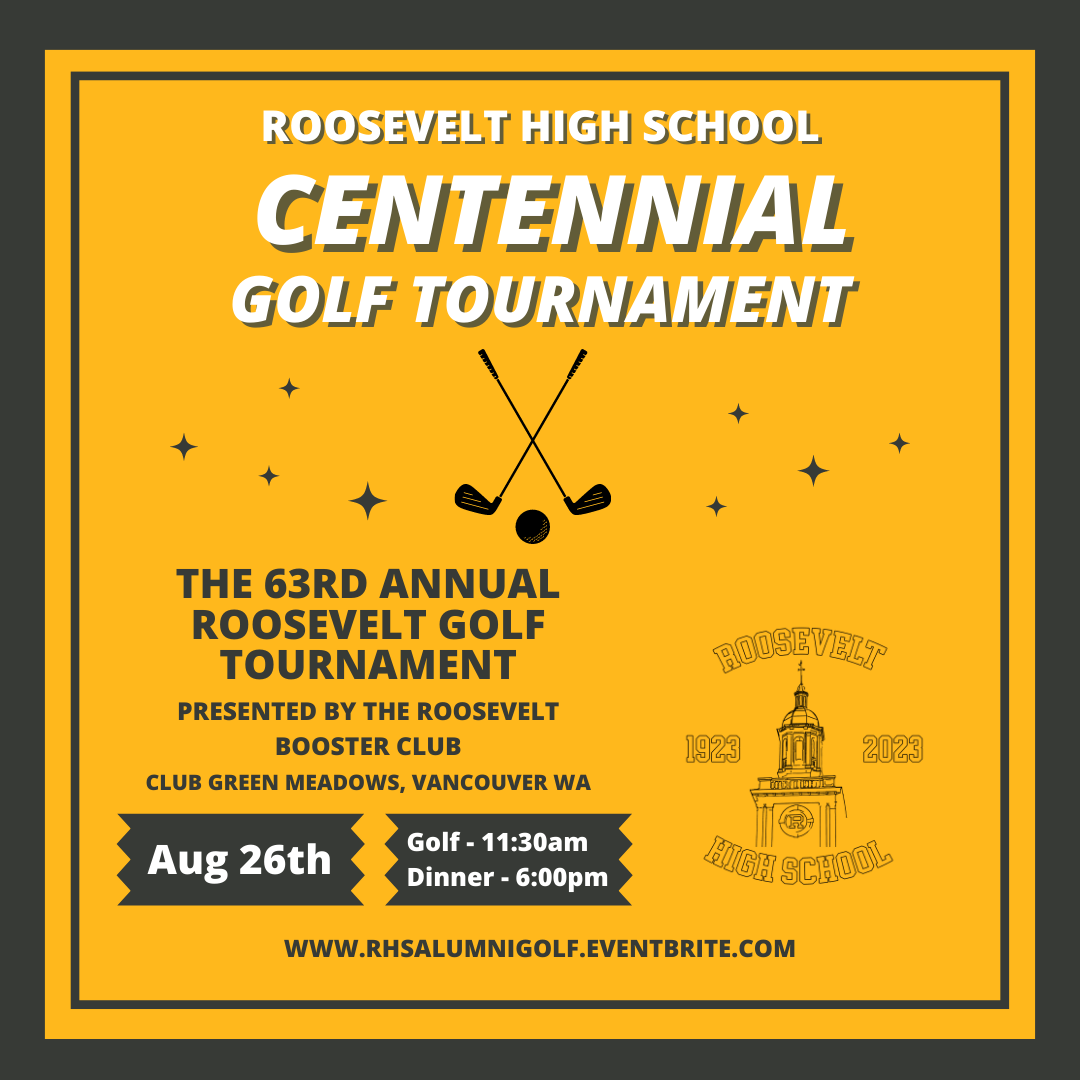 ROOSEVELT HIGH SCHOOL
CENTENNIAL
GOLF TOURNAMENT
THE 63RD ANNUAL
ROOSEVELT GOLF
TOURNAMENT
PRESENTED BY THE ROOSEVELT
BOOSTER CLUB
CLUB GREEN MEADOWS, VANCOUVER WA
Aug 26th
Golf - 11:30am
Dinner - 6:00pm
ROOSEVELT
1923 2023
R
HIGH SCHOOL
WWW.RHSALUMNIGOLF.EVENTBRITE.COM